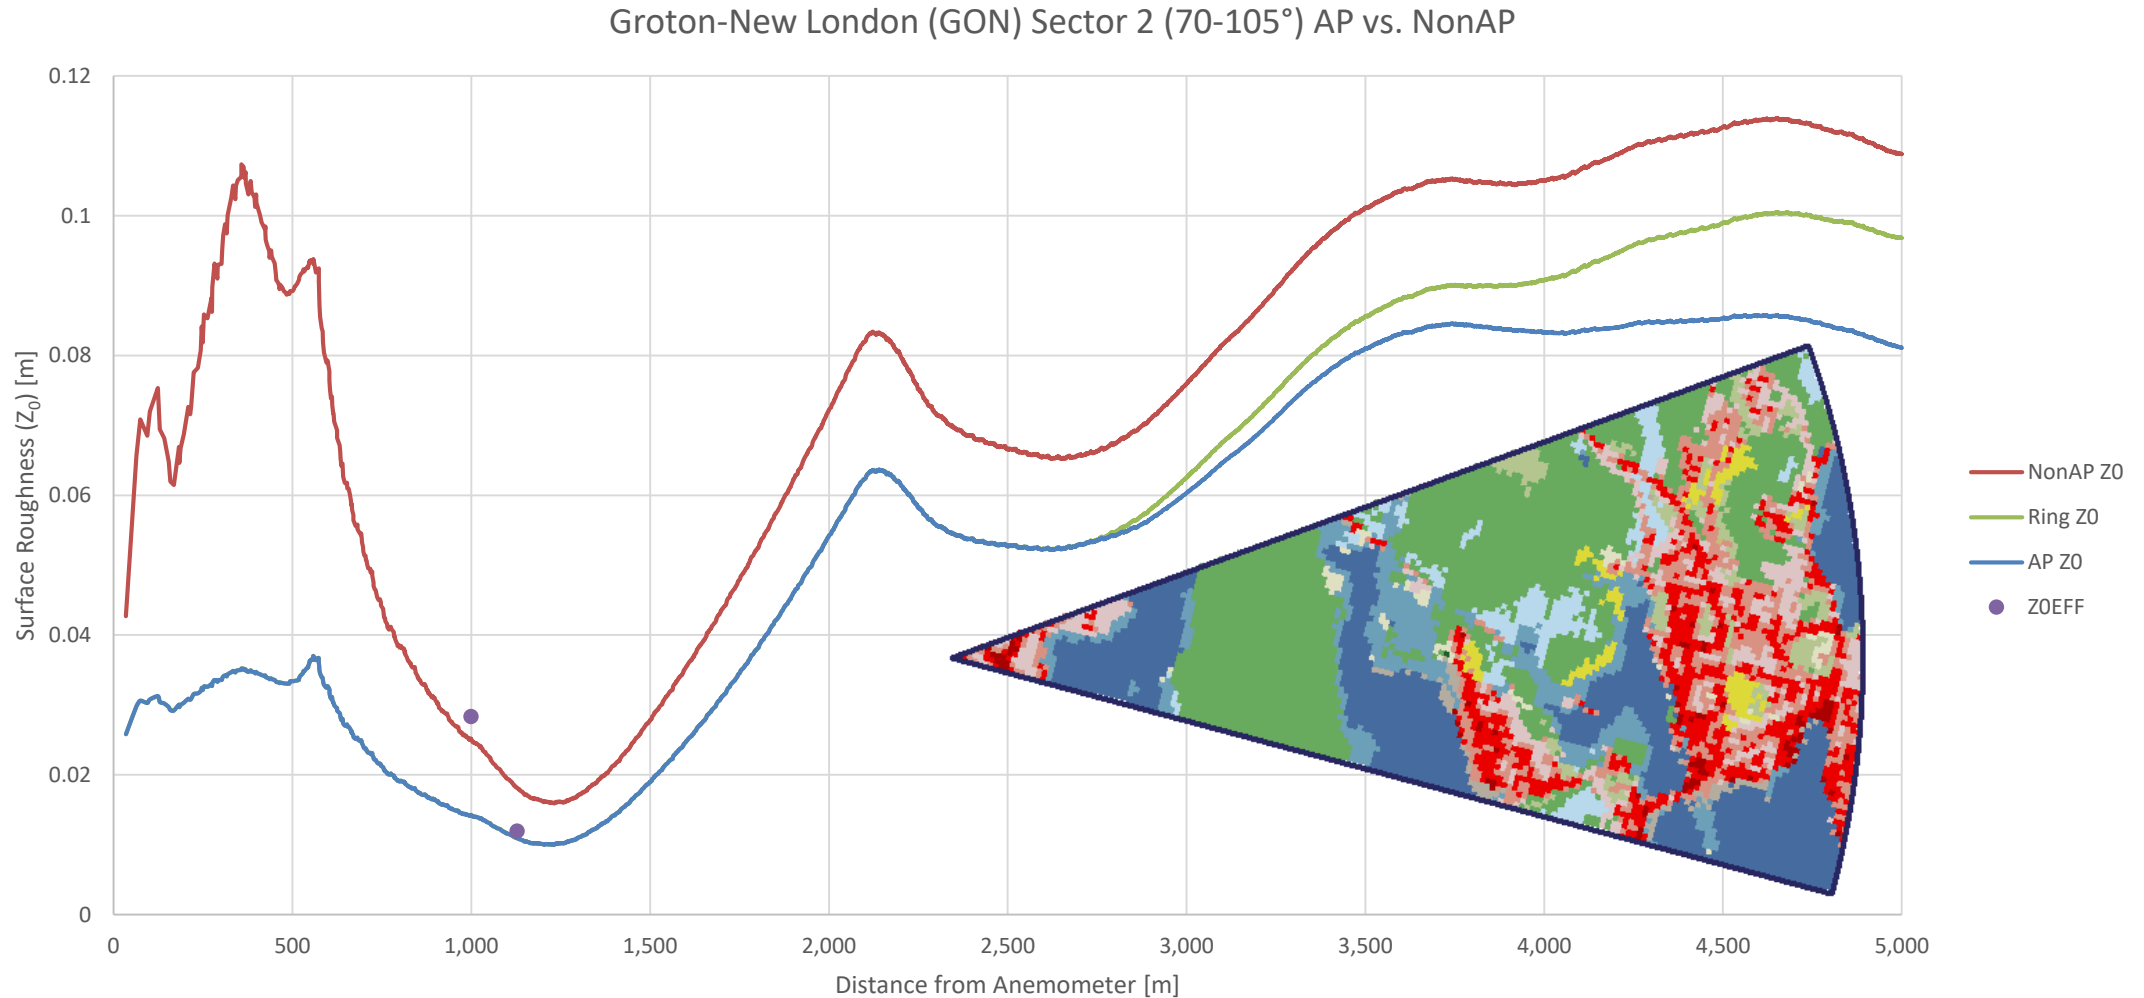 Groton-New London (GON) Sector 2 (70-105°) AP vs. NonAP
0.12
0.1
0.08
0.06
0.04
0.02
0
Surface Roughness (Z0) [m]
0 500 1,000 1,500 2,000 2,500 3,000 3,500 4,000 4,500 5,000
Distance from Anemometer [m]
NonAP Z0
Ring Z0
AP Z0
Z0EFF